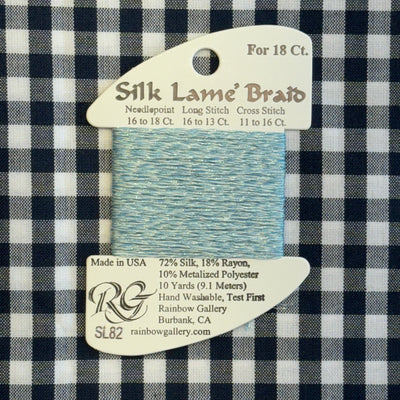 For 18 Ct.
Silk Lamé Braid
Needlepoint Long Stitch Cross Stitch
16 to 18 Ct. 16 to 13 Ct. 11 to 16 Ct.
Made in USA
RG
SL82
72% Silk, 18% Rayon,
10% Metalized Polyester
10 Yards (9.1 Meters)
Hand Washable, Test First
Rainbow Gallery
Burbank, CA
rainbowgallery.com